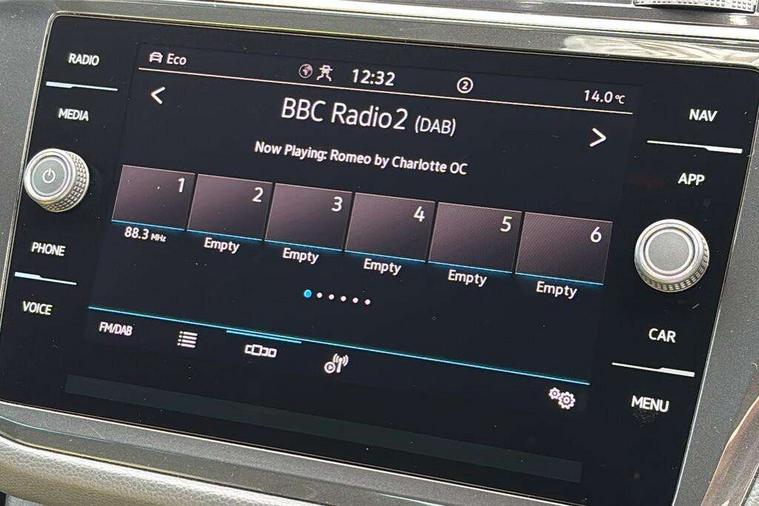 RADIO
MEDIA
PHONE
VOICE
Eco
12:32
2
14.0°C
BBC Radio2 (DAB)
Now Playing: Romeo by Charlotte OC
1 2 3 4 5 6
88.3 MHz Empty Empty Empty Empty Empty
FM/DAB
NAV
APP
CAR
MENU